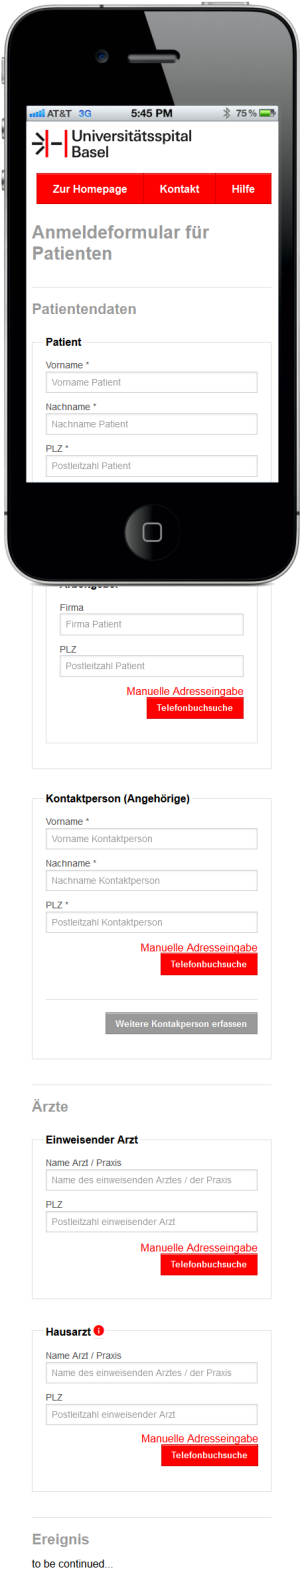 AT&T 3G 5:45 PM 75 %
Universitätsspital
Basel
Zur Homepage Kontakt Hilfe
Anmeldeformular für
Patienten
Patientendaten
Patient
Vorname *
Vorname Patient
Nachname *
Nachname Patient
PLZ *
Postleitzahl Patient
Firma
Firma Patient
PLZ
Postleitzahl Patient
Manuelle Adresseingabe
Telefonbuchsuche
Kontaktperson (Angehörige)
Vorname *
Vorname Kontaktperson
Nachname *
Nachname Kontaktperson
PLZ *
Postleitzahl Kontaktperson
Manuelle Adresseingabe
Telefonbuchsuche
Weitere Kontakperson erfassen
Ärzte
Einweisender Arzt
Name Arzt / Praxis
Name des einweisenden Arztes / der Praxis
PLZ
Postleitzahl einweisender Arzt
Manuelle Adresseingabe
Telefonbuchsuche
Hausarzt
Name Arzt / Praxis
Name des einweisenden Arztes / der Praxis
PLZ
Postleitzahl einweisender Arzt
Manuelle Adresseingabe
Telefonbuchsuche
Ereignis
to be continued...